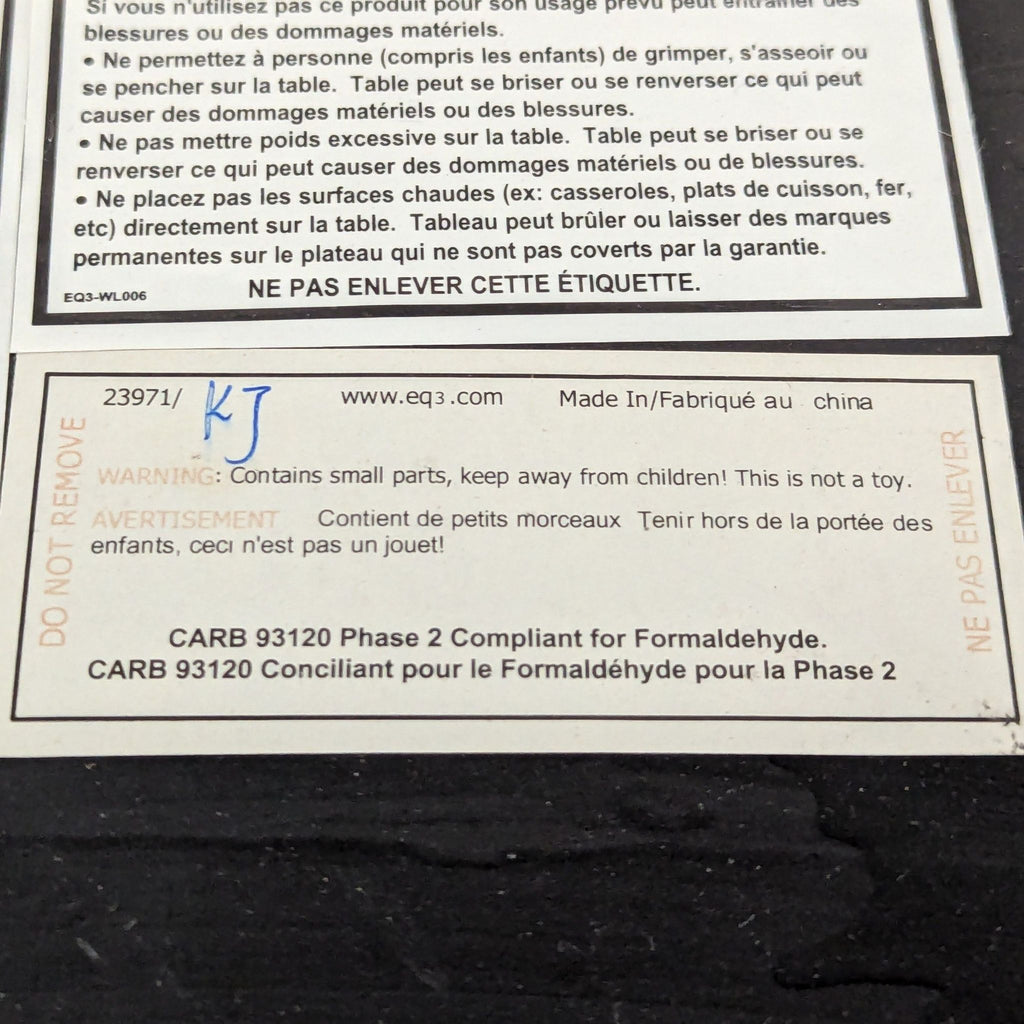 Si vous n'utilisez pas ce produit pour son usage prévu peut entraîner des
blessures ou des dommages matériels.
• Ne permettez à personne (compris les enfants) de grimper, s'asseoir ou
se pencher sur la table. Table peut se briser ou se renverser ce qui peut
causer des dommages matériels ou des blessures.
• Ne pas mettre poids excessive sur la table. Table peut se briser ou se
renverser ce qui peut causer des dommages matériels ou de blessures.
• Ne placez pas les surfaces chaudes (ex: casseroles, plats de cuisson, fer,
etc) directement sur la table. Tableau peut brûler ou laisser des marques
permanentes sur le plateau qui ne sont pas coverts par la garantie.
EQ3-WL006 NE PAS ENLEVER CETTE ÉTIQUETTE.
23971/ KJ www.eq3.com Made In/Fabriqué au china
DO NOT REMOVE
WARNING: Contains small parts, keep away from children! This is not a toy.
AVERTISEMENT Contient de petits morceaux Tenir hors de la portée des
enfants, ceci n'est pas un jouet!
NE PAS ENLEVER
CARB 93120 Phase 2 Compliant for Formaldehyde.
CARB 93120 Conciliant pour le Formaldéhyde pour la Phase 2